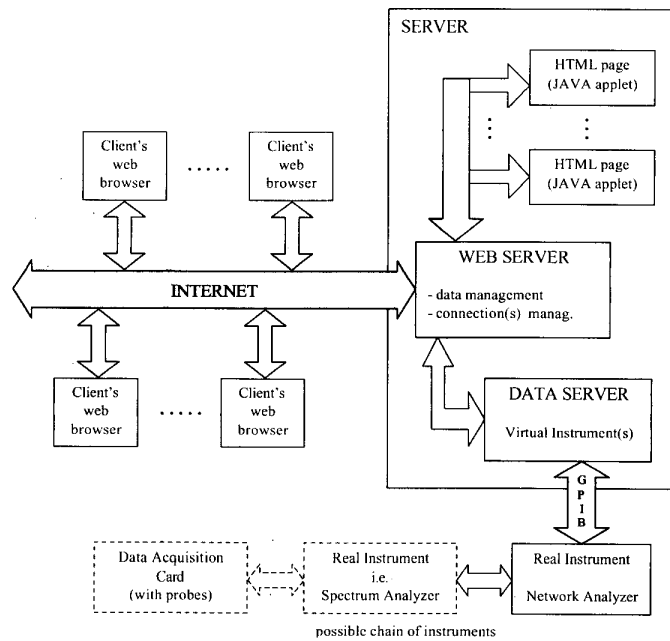 SERVER
HTML page
(JAVA applet)
HTML page
(JAVA applet)
Client's
web
browser
Client's
web
browser
INTERNET
WEB SERVER
- data management
- connection(s) manag.
Client's
web
browser
Client's
web
browser
DATA SERVER
Virtual Instrument(s)
GPIB
Data Acquisition
Card
(with probes)
Real Instrument
i.e.
Spectrum Analyzer
Real Instrument
Network Analyzer
possible chain of instruments